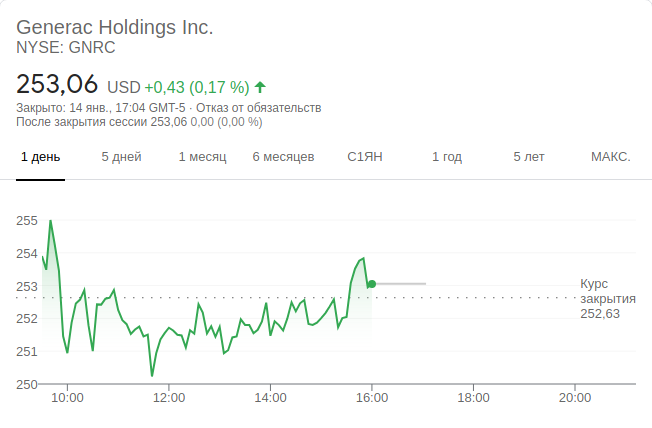 Generac Holdings Inc.
NYSE: GNRC
253,06 USD +0,43 (0,17 %)
Закрыто: 14 янв., 17:04 GMT-5 · Отказ от обязательств
После закрытия сессии 253,06 0,00 (0,00 %)
1 день 5 дней 1 месяц 6 месяцев С1ЯН 1 год 5 лет МАКС.
255
254
253
252
251
250
Курс
закрытия
252,63
10:00 12:00 14:00 16:00 18:00 20:00